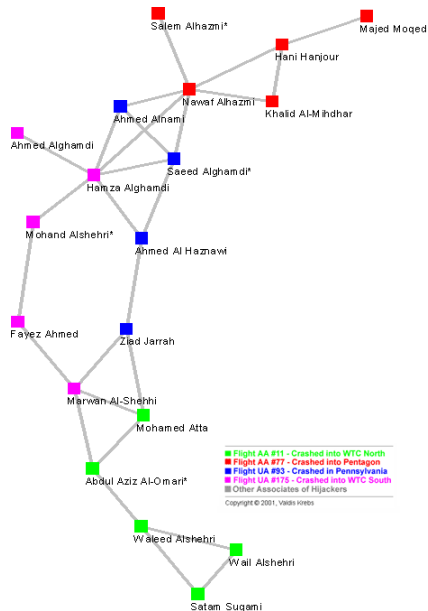 Salem Alhazmi*
Majed Moqed
Hani Hanjour
Nawaf Alhazmi
Khalid Al-Mihdhar
Ahmed Alnami
Ahmed Alghamdi
Saeed Alghamdi*
Hamza Alghamdi
Mohand Alshehri*
Ahmed Al Haznawi
Fayez Ahmed
Ziad Jarrah
Marwan Al-Shehhi
Mohamed Atta
Abdul Aziz Al-Omari*
Waleed Alshehri
Wail Alshehri
Satam Suqami
Flight AA #11 - Crashed into WTC North
Flight AA #77 - Crashed into Pentagon
Flight UA #93 - Crashed in Pennsylvania
Flight UA #175 - Crashed into WTC South
Other Associates of Hijackers
Copyright © 2001, Valdis Krebs